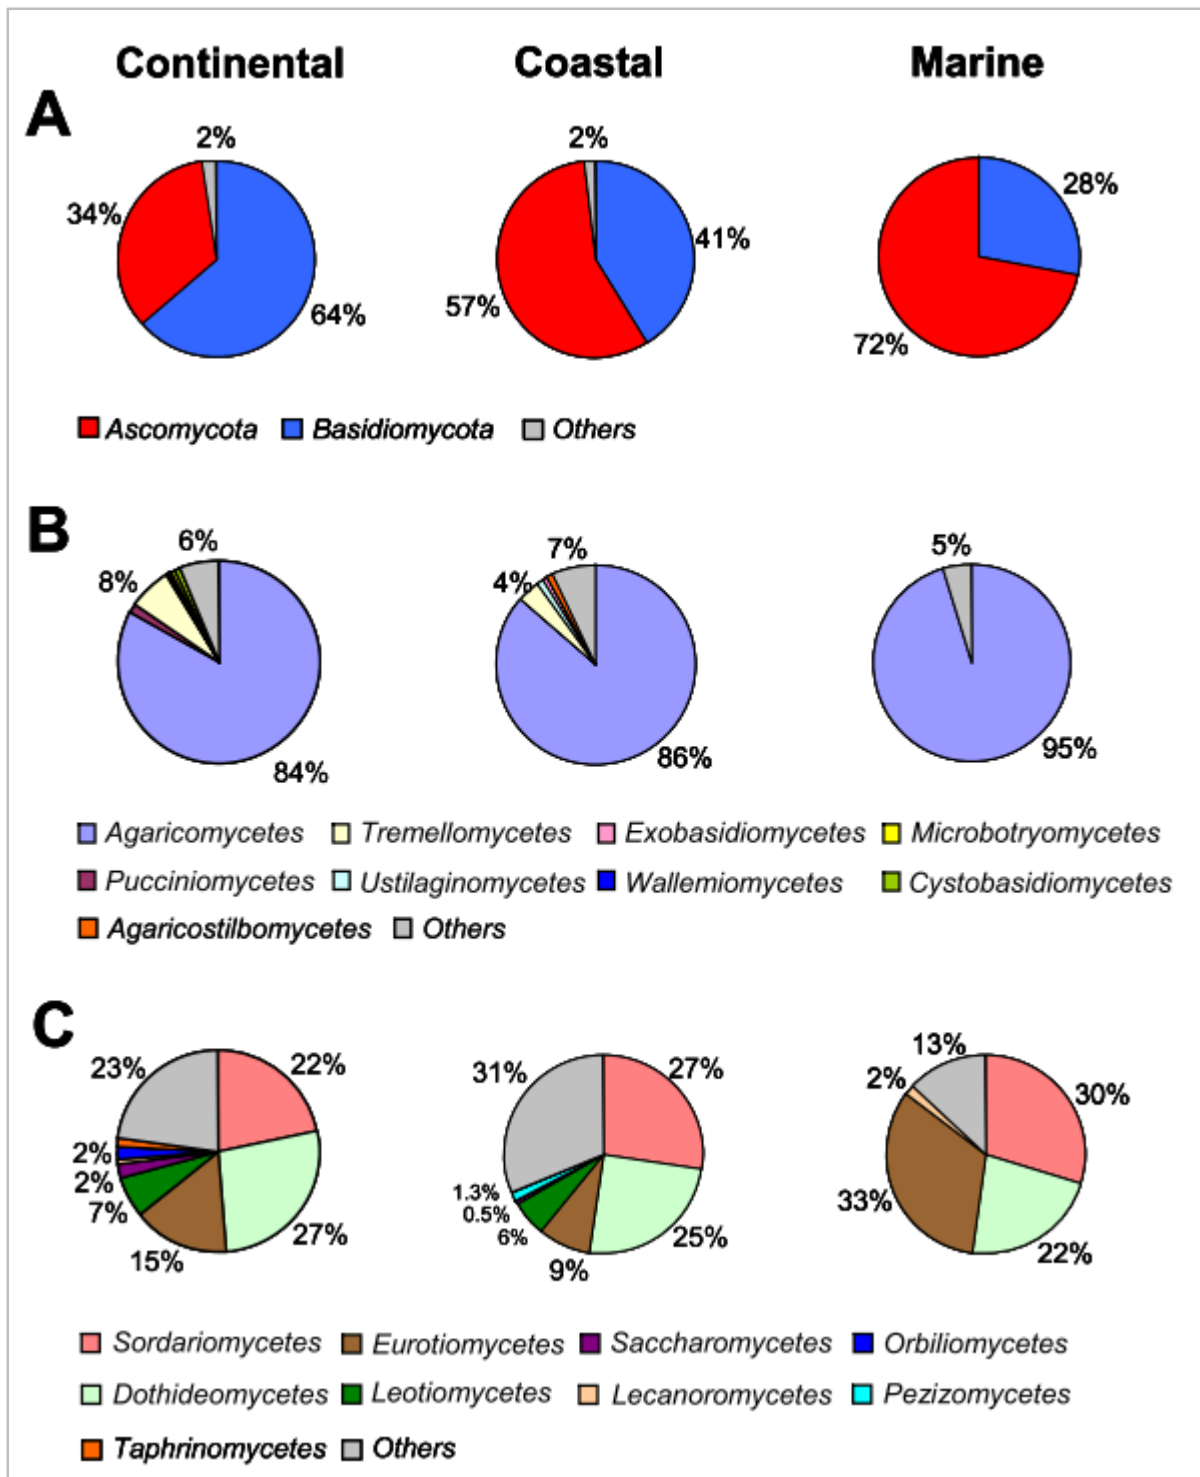 Continental Coastal Marine
A
2% 2%
34% 64% 57% 41% 72% 28%
Ascomycota Basidiomycota Others
B
6% 7% 5%
8% 4%
84% 86% 95%
Agaricomycetes Tremellomycetes Exobasidiomycetes Microbotryomycetes
Pucciniomycetes Ustilaginomycetes Wallemiomycetes Cystobasidiomycetes
Agaricostilbomycetes Others
C
23% 22% 31% 27% 13% 30%
2% 2%
2% 1.3%
7% 0.5% 33%
15% 27% 6% 9% 25% 22%
Sordariomycetes Eurotiomycetes Saccharomycetes Orbiliomycetes
Dothideomycetes Leotiomycetes Lecanoromycetes Pezizomycetes
Taphrinomycetes Others